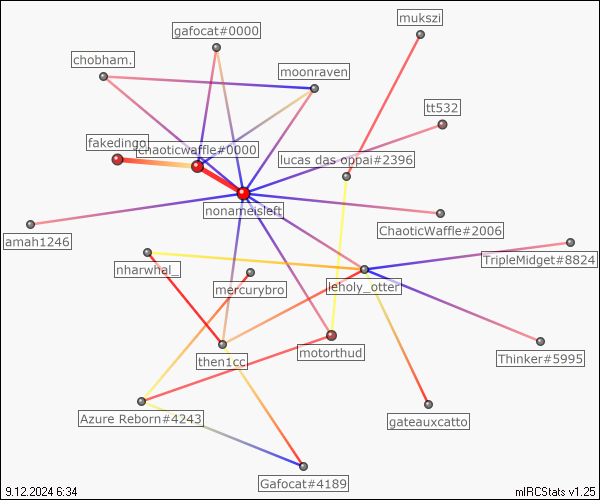 mukszi
gafocat#0000
chobham.
moonraven
tt532
fakedingo
chaoticwaffle#0000
lucas das oppai#2396
nonameisleft
ChaoticWaffle#2006
amah1246
TripleMidget#8824
nharwhal_
leholy_otter
mercurybro
motorthud
then1cc
Thinker#5995
Azure Reborn#4243
gateauxcatto
Gafocat#4189
9.12.2024 6:34
mIRCStats v1.25